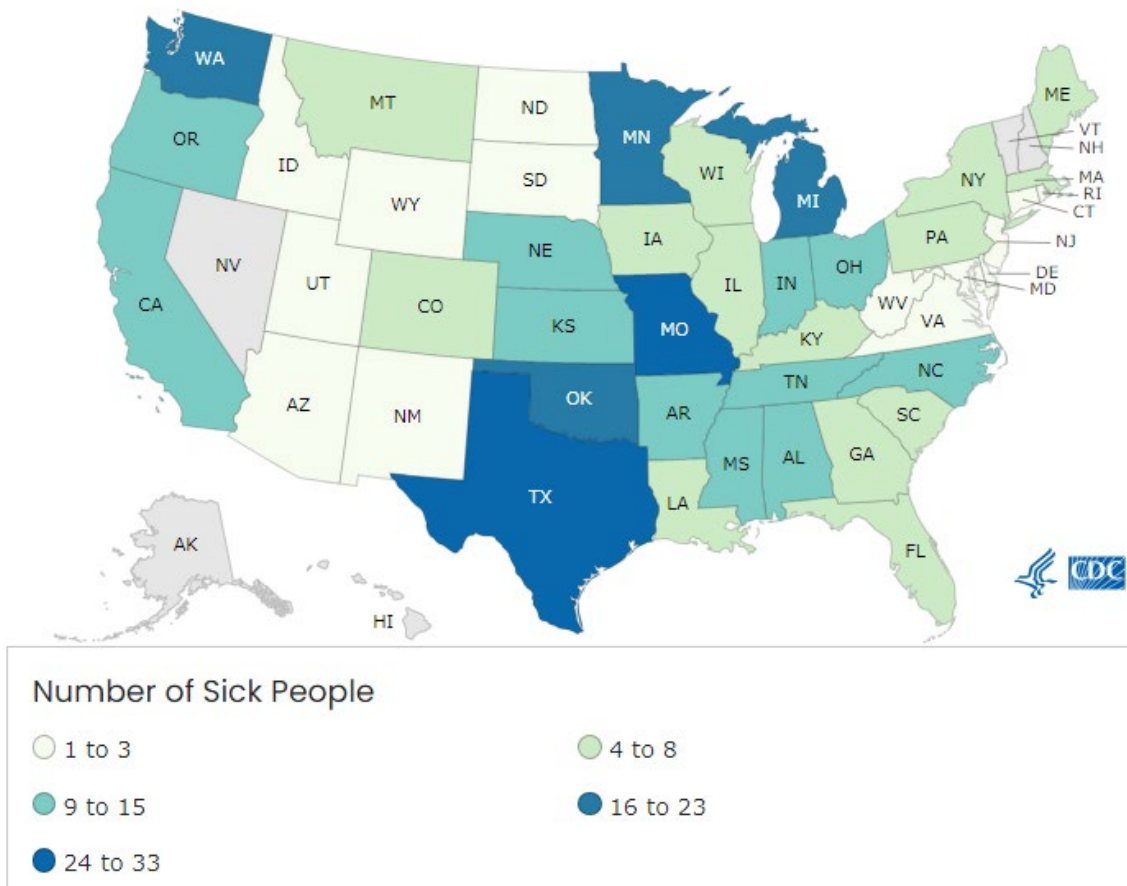 WA
MT
ND
MN
ME
VT
NH
OR
ID
SD
WI
NY
MA
RI
CT
WY
MI
IA
PA
NJ
NE
NV
UT
CO
IL
IN
OH
DE
MD
CA
KS
MO
WV
VA
KY
NC
TN
AZ
NM
OK
AR
SC
MS
AL
GA
TX
LA
FL
AK
HI
CDC
Number of Sick People
1 to 3
4 to 8
9 to 15
16 to 23
24 to 33